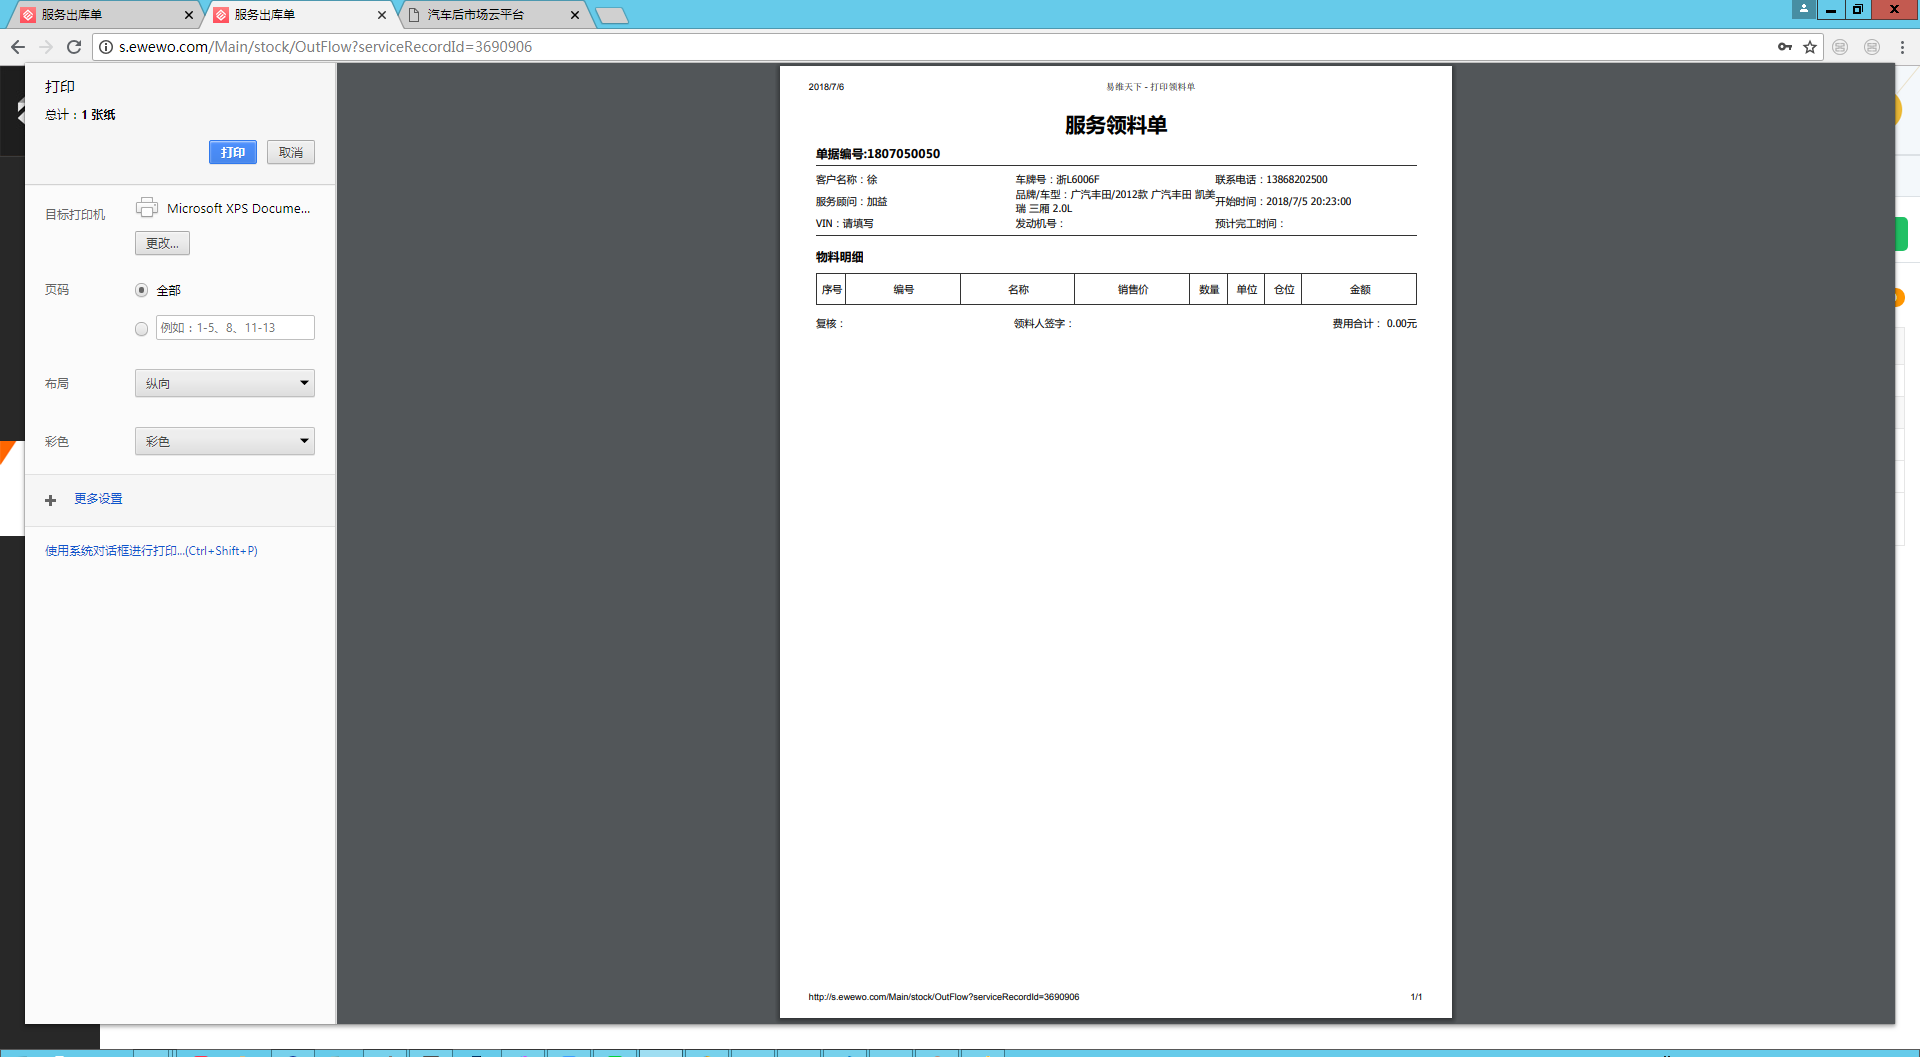 服务出库单
服务出库单
汽车后市场云平台
s.ewewo.com/Main/stock/OutFlow?serviceRecordId=3690906
打印
总计：1 张纸
打印
取消
目标打印机
Microsoft XPS Docume...
更改...
页码
全部
例如：1-5、8、11-13
布局
纵向
彩色
彩色
更多设置
使用系统对话框进行打印...(Ctrl+Shift+P)
2018/7/6
易维天下 - 打印领料单
服务领料单
单据编号:1807050050
客户名称：徐
车牌号：浙L6006F
联系电话：13868202500
服务顾问：加益
品牌/车型：广汽丰田/2012款 广汽丰田 凯美
瑞 三厢 2.0L
开始时间：2018/7/5 20:23:00
VIN：请填写
发动机号：
预计完工时间：
物料明细
序号 编号 名称 销售价 数量 单位 仓位 金额
复核：
领料人签字：
费用合计： 0.00元
http://s.ewewo.com/Main/stock/OutFlow?serviceRecordId=3690906
1/1